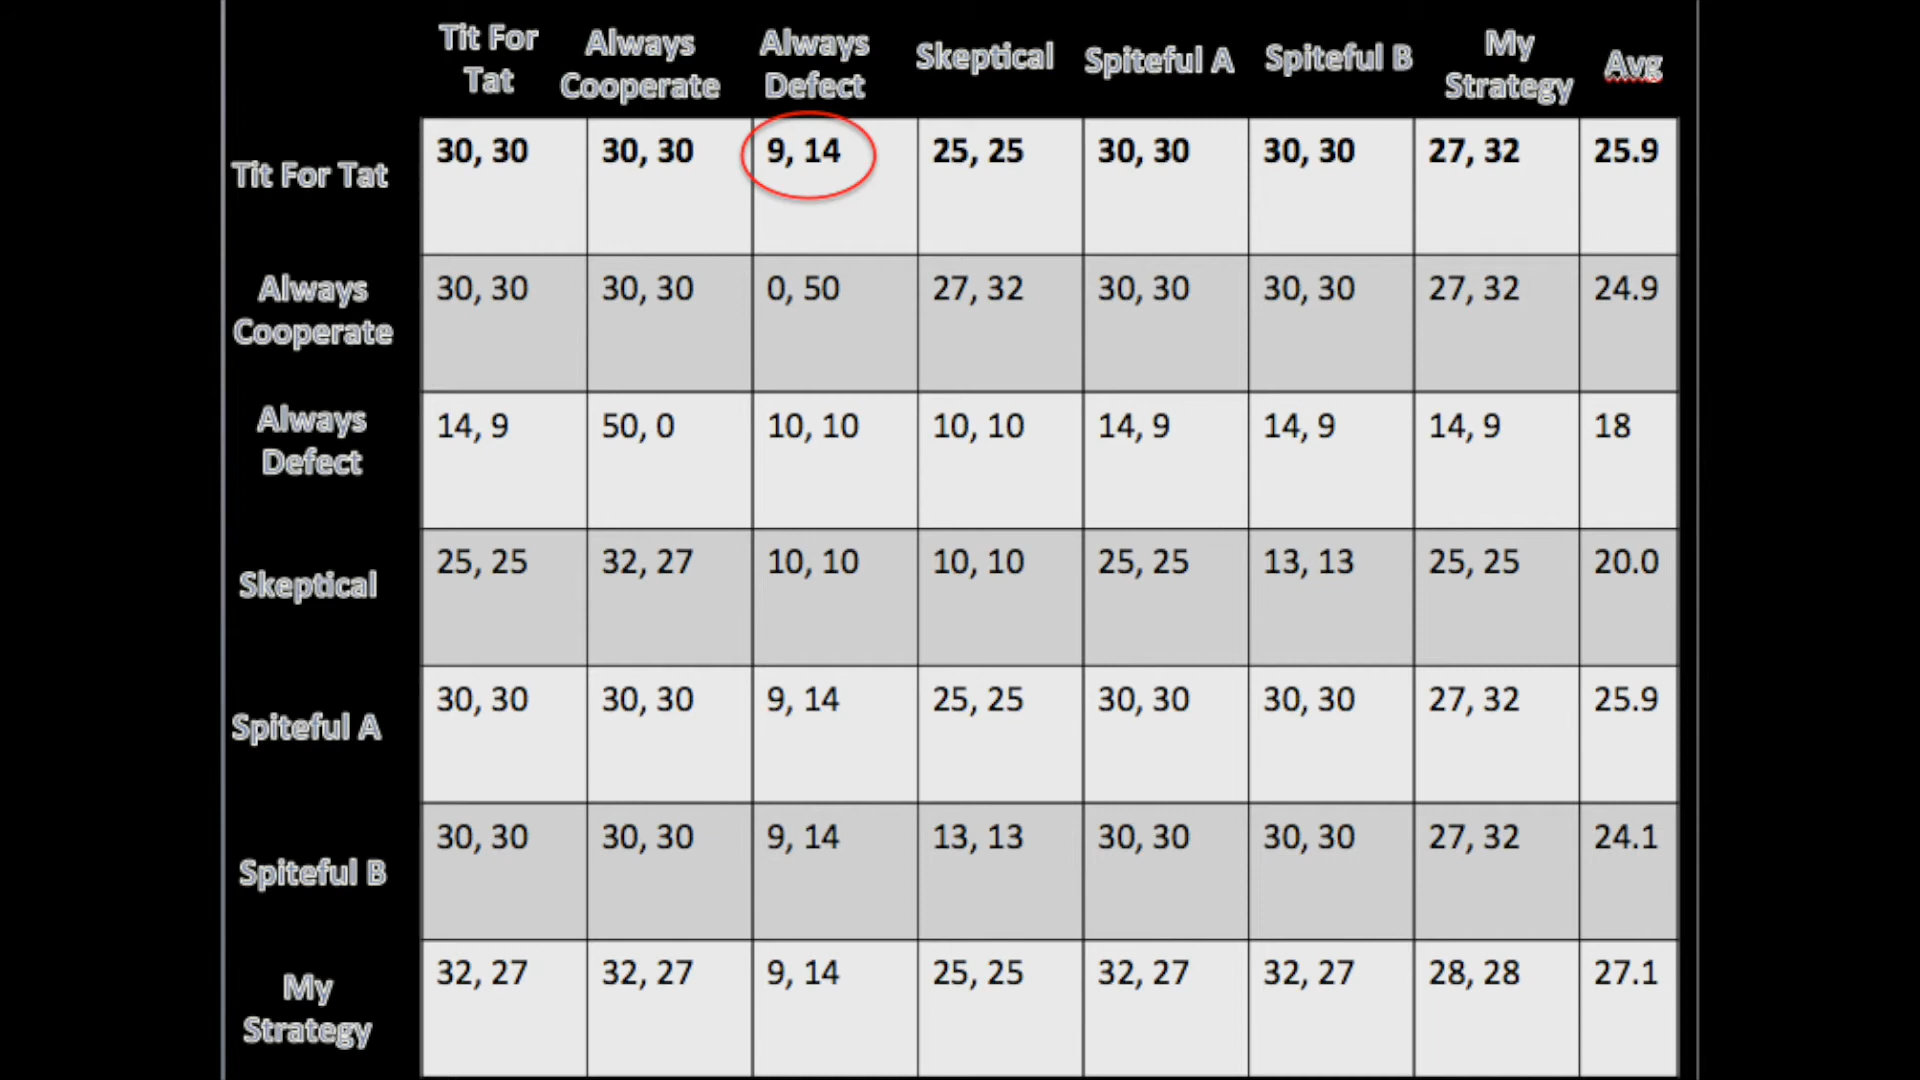 Tit For Tat Always Cooperate Always Defect Skeptical Spiteful A Spiteful B My Strategy Avg
Tit For Tat 30, 30 30, 30 9, 14 25, 25 30, 30 30, 30 27, 32 25.9
Always Cooperate 30, 30 30, 30 0, 50 27, 32 30, 30 30, 30 27, 32 24.9
Always Defect 14, 9 50, 0 10, 10 10, 10 14, 9 14, 9 14, 9 18
Skeptical 25, 25 32, 27 10, 10 10, 10 25, 25 13, 13 25, 25 20.0
Spiteful A 30, 30 30, 30 9, 14 25, 25 30, 30 30, 30 27, 32 25.9
Spiteful B 30, 30 30, 30 9, 14 13, 13 30, 30 30, 30 27, 32 24.1
My Strategy 32, 27 32, 27 9, 14 25, 25 32, 27 32, 27 28, 28 27.1